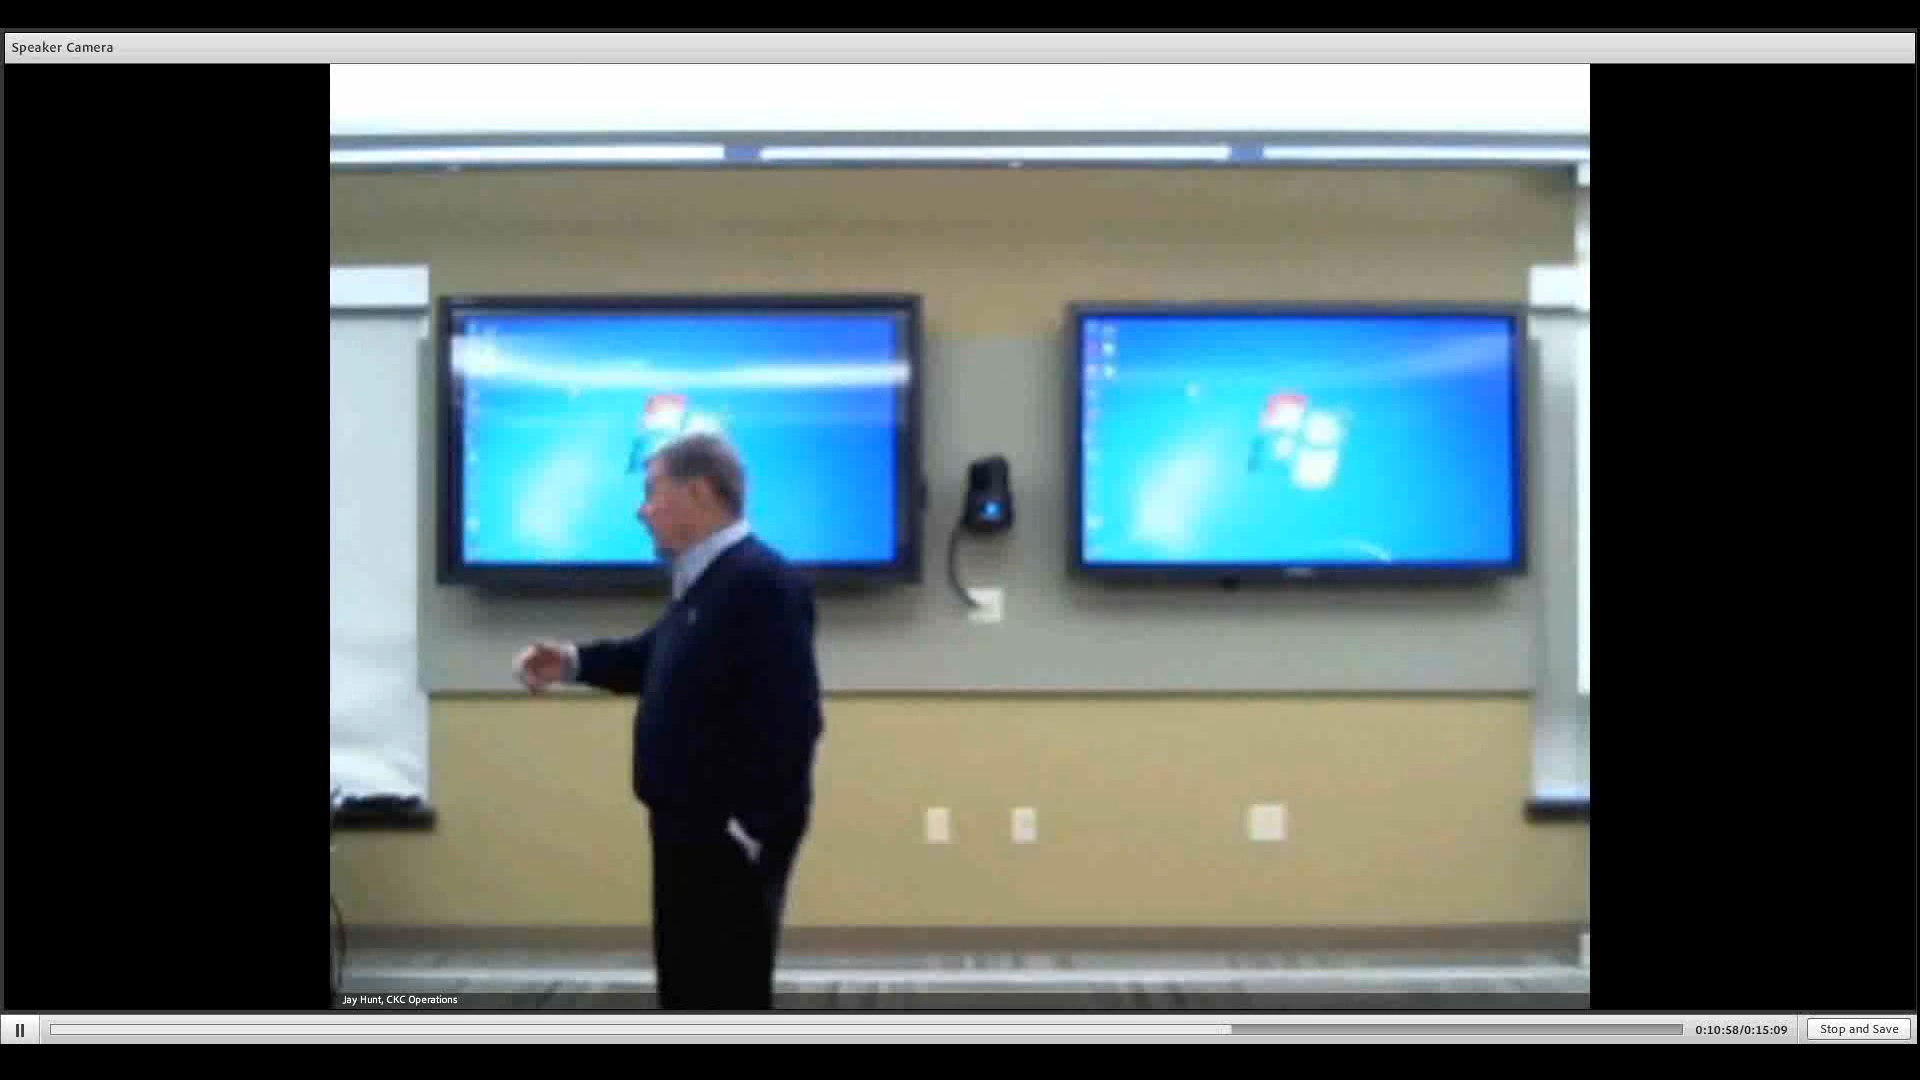 Speaker Camera
Jay Hunt, CKC Operations
0:10:58/0:15:09
Stop and Save